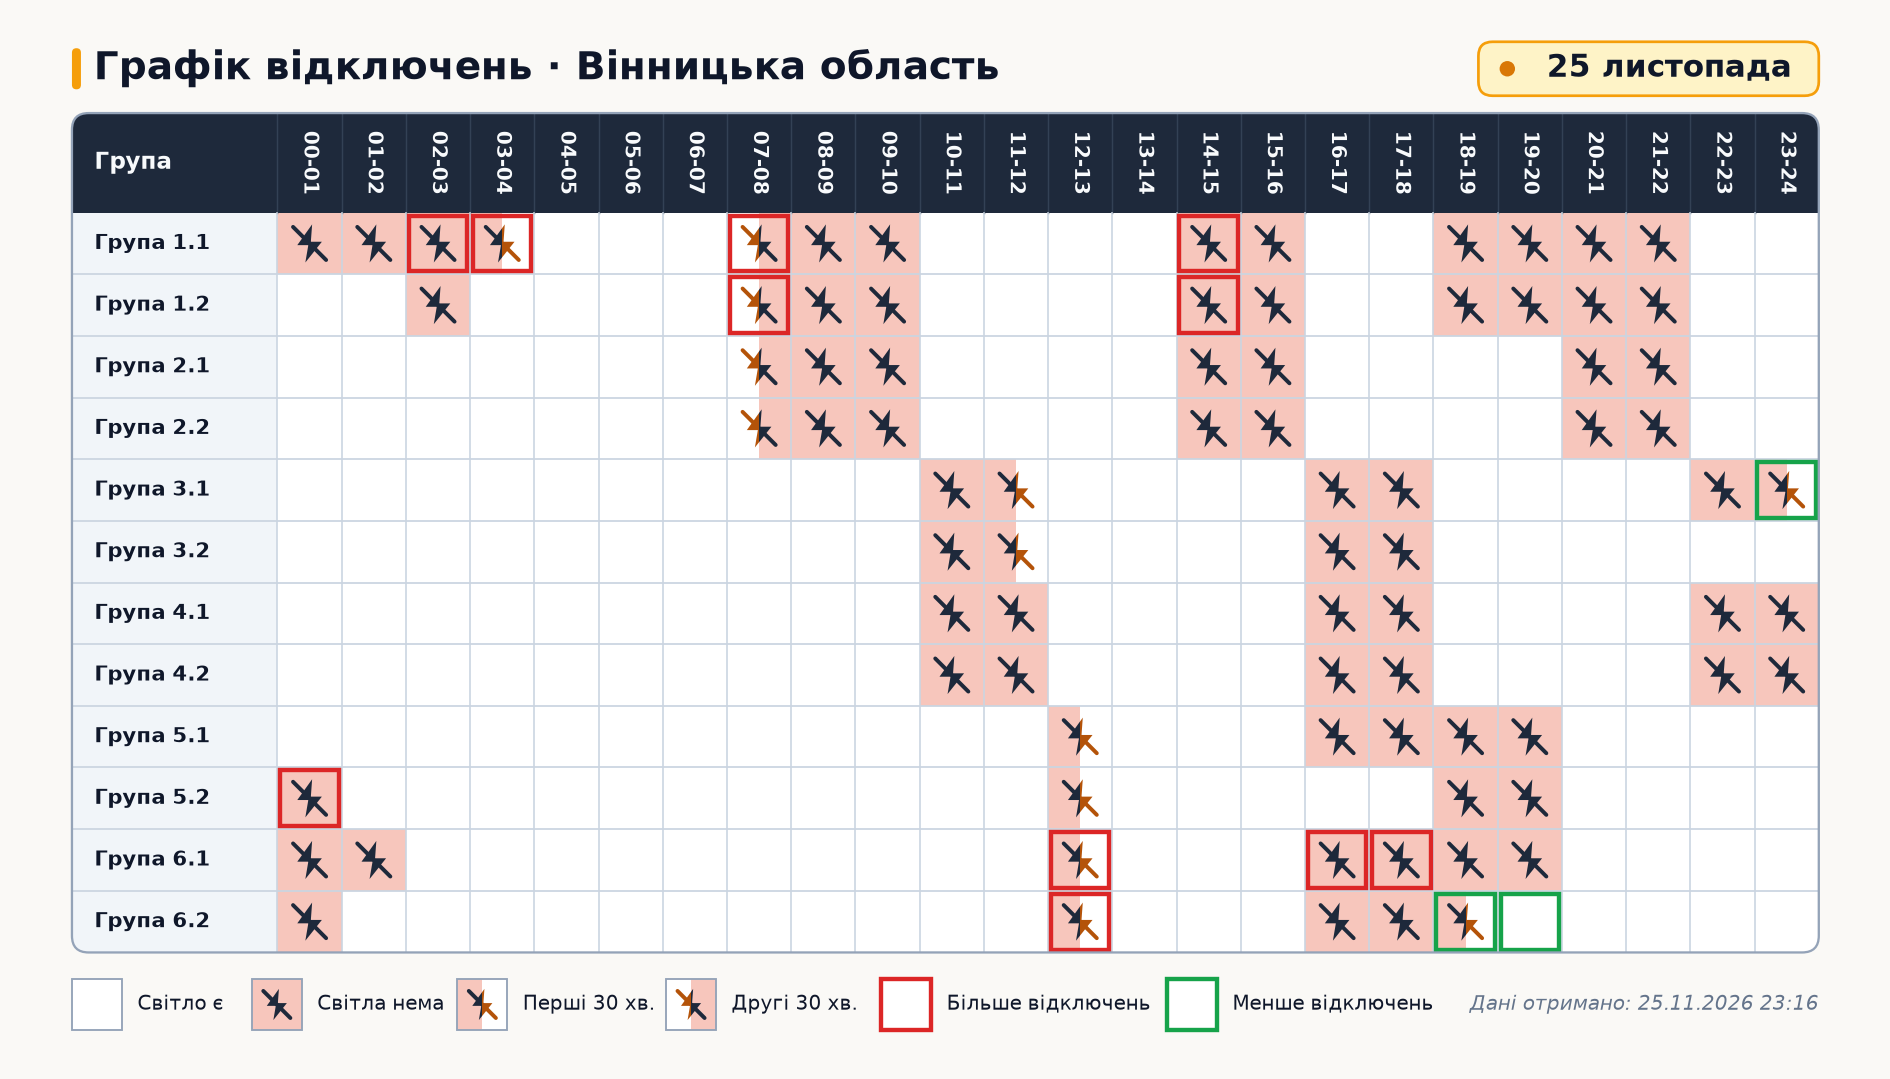 Графік відключень · Вінницька область
25 листопада
Група
00-01
01-02
02-03
03-04
04-05
05-06
06-07
07-08
08-09
09-10
10-11
11-12
12-13
13-14
14-15
15-16
16-17
17-18
18-19
19-20
20-21
21-22
22-23
23-24
Група 1.1
Група 1.2
Група 2.1
Група 2.2
Група 3.1
Група 3.2
Група 4.1
Група 4.2
Група 5.1
Група 5.2
Група 6.1
Група 6.2
Світло є
Світла нема
Перші 30 хв.
Другі 30 хв.
Більше відключень
Менше відключень
Дані отримано: 25.11.2026 23:16